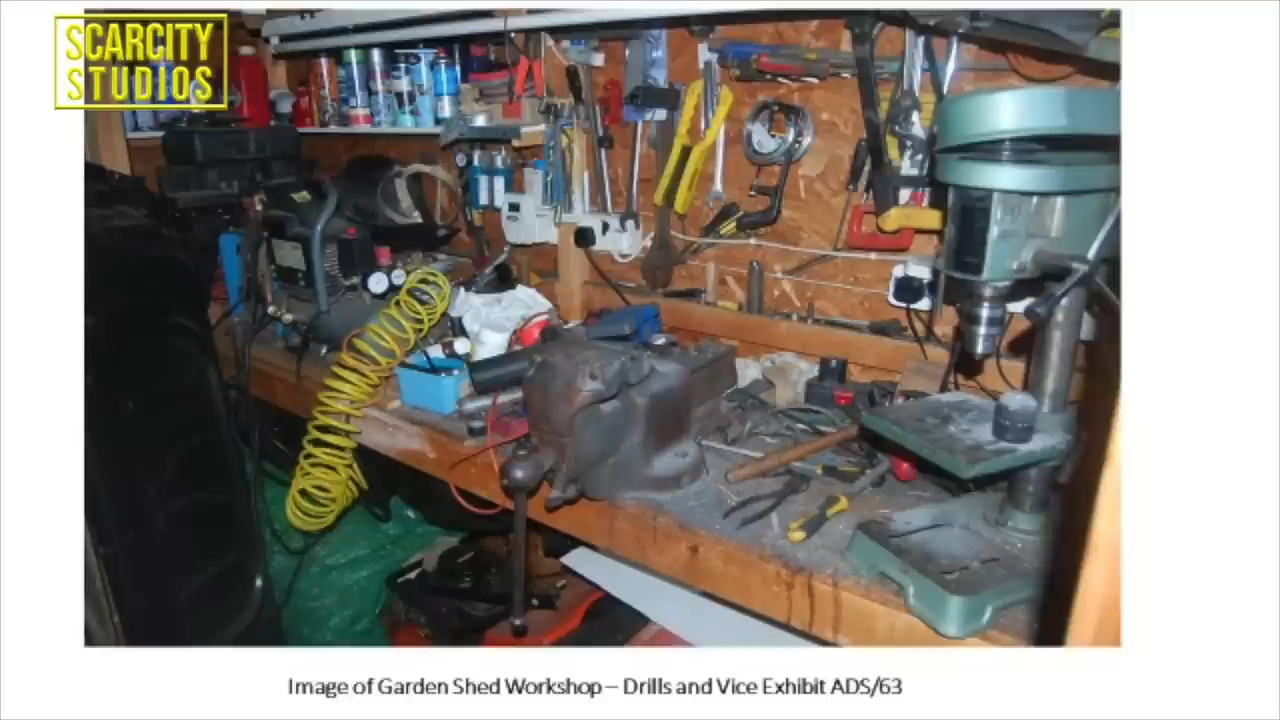 SCARCITY
STUDIOS
Image of Garden Shed Workshop – Drills and Vice Exhibit ADS/63